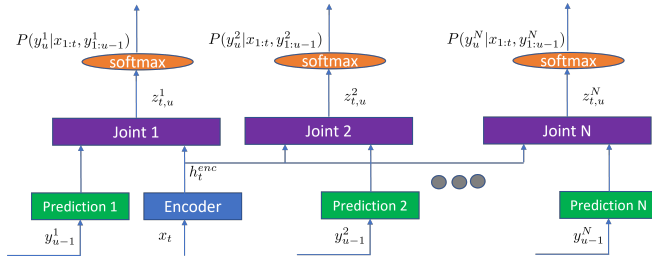 P(y_u^1|x_{1:t}, y_{1:u-1}^1) P(y_u^2|x_{1:t}, y_{1:u-1}^2) P(y_u^N|x_{1:t}, y_{1:u-1}^N)
softmax softmax softmax
z_{t,u}^1 z_{t,u}^2 z_{t,u}^N
Joint 1 Joint 2 Joint N
h_t^{enc}
Prediction 1 Encoder Prediction 2 Prediction N
y_{u-1}^1 x_t y_{u-1}^2 y_{u-1}^N